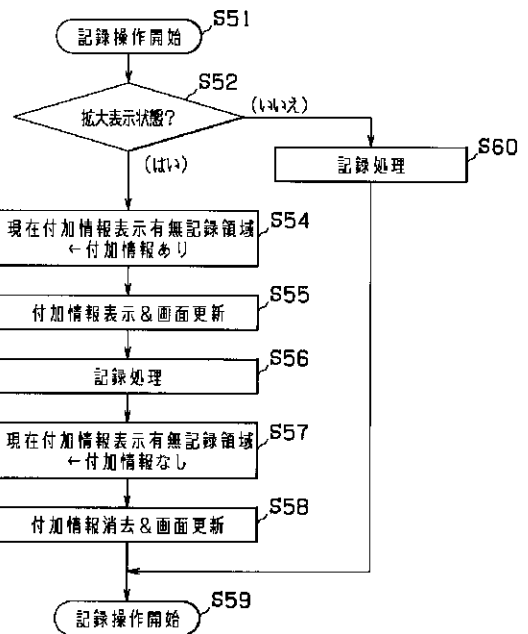 記録操作開始 S51
拡大表示状態? S52
(いいえ)
(はい)
記録処理 S60
現在付加情報表示有無記録領域 S54
←付加情報あり
付加情報表示&画面更新 S55
記録処理 S56
現在付加情報表示有無記録領域 S57
←付加情報なし
付加情報消去&画面更新 S58
記録操作開始 S59